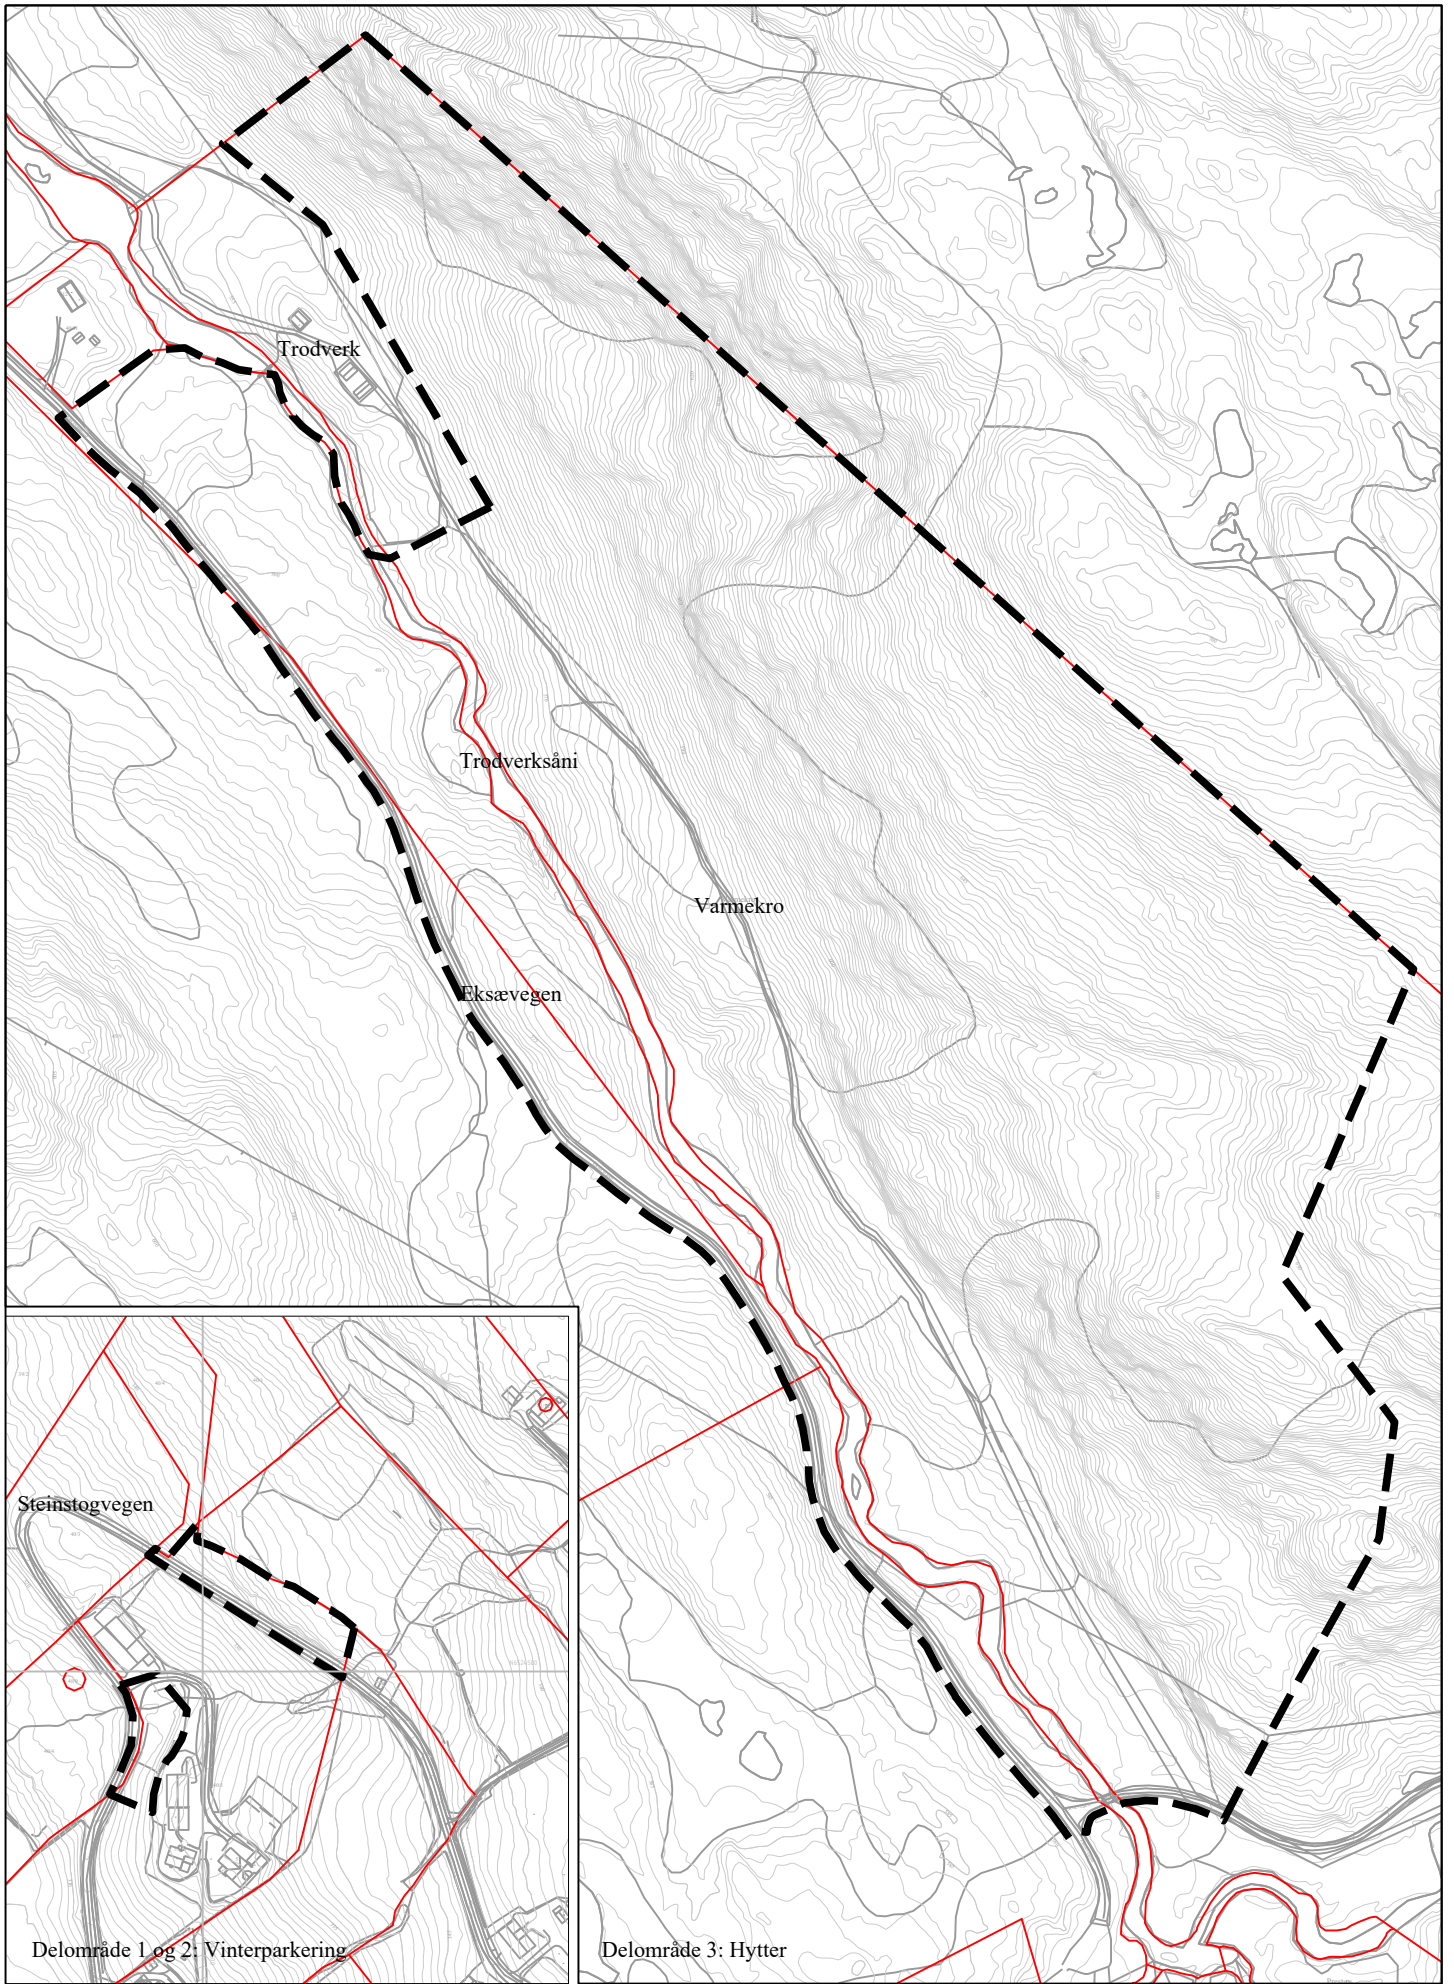 Trodverk
Trodverksåni
Varmekro
Eksævegen
Steinstogvegen
Delområde 1 og 2: Vinterparkering
Delområde 3: Hytter